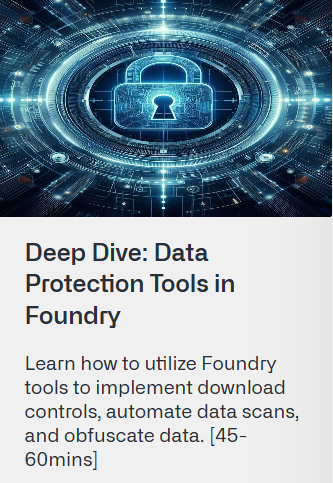 Deep Dive: Data
Protection Tools in
Foundry
Learn how to utilize Foundry
tools to implement download
controls, automate data scans,
and obfuscate data. [45-
60mins]